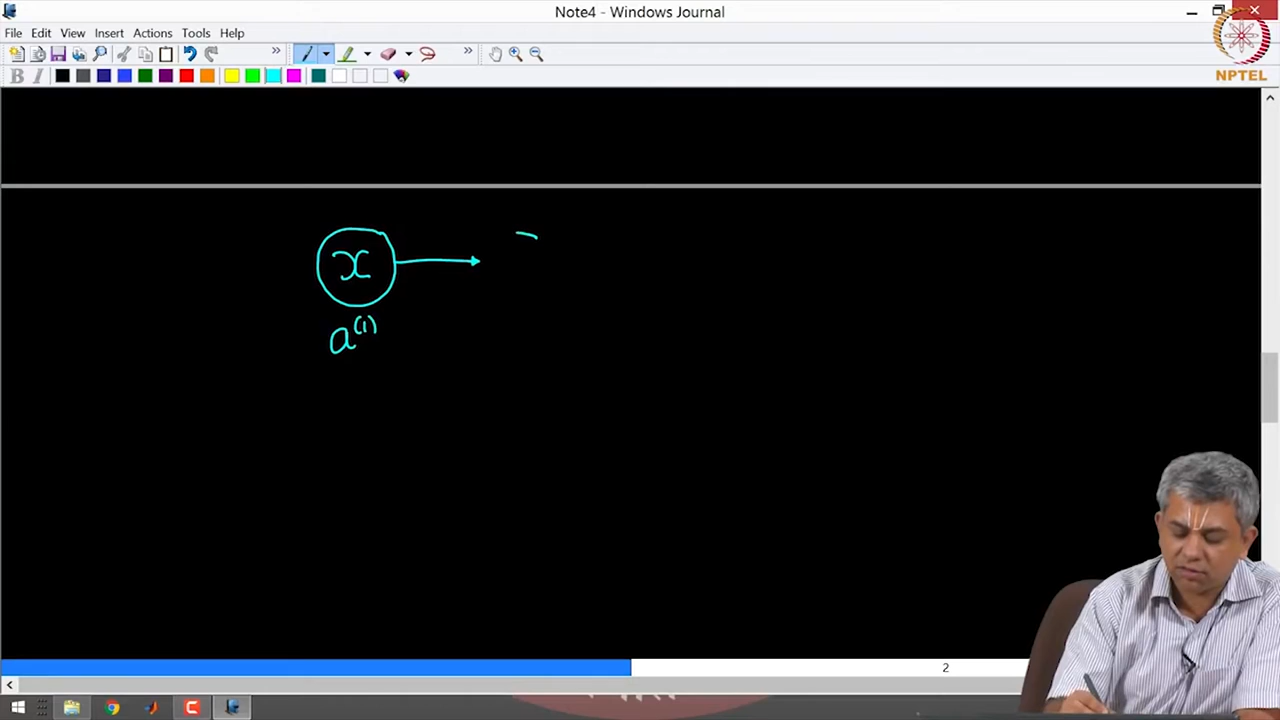 Note4 - Windows Journal
File Edit View Insert Actions Tools Help
B I
NPTEL
x
a(1)
2